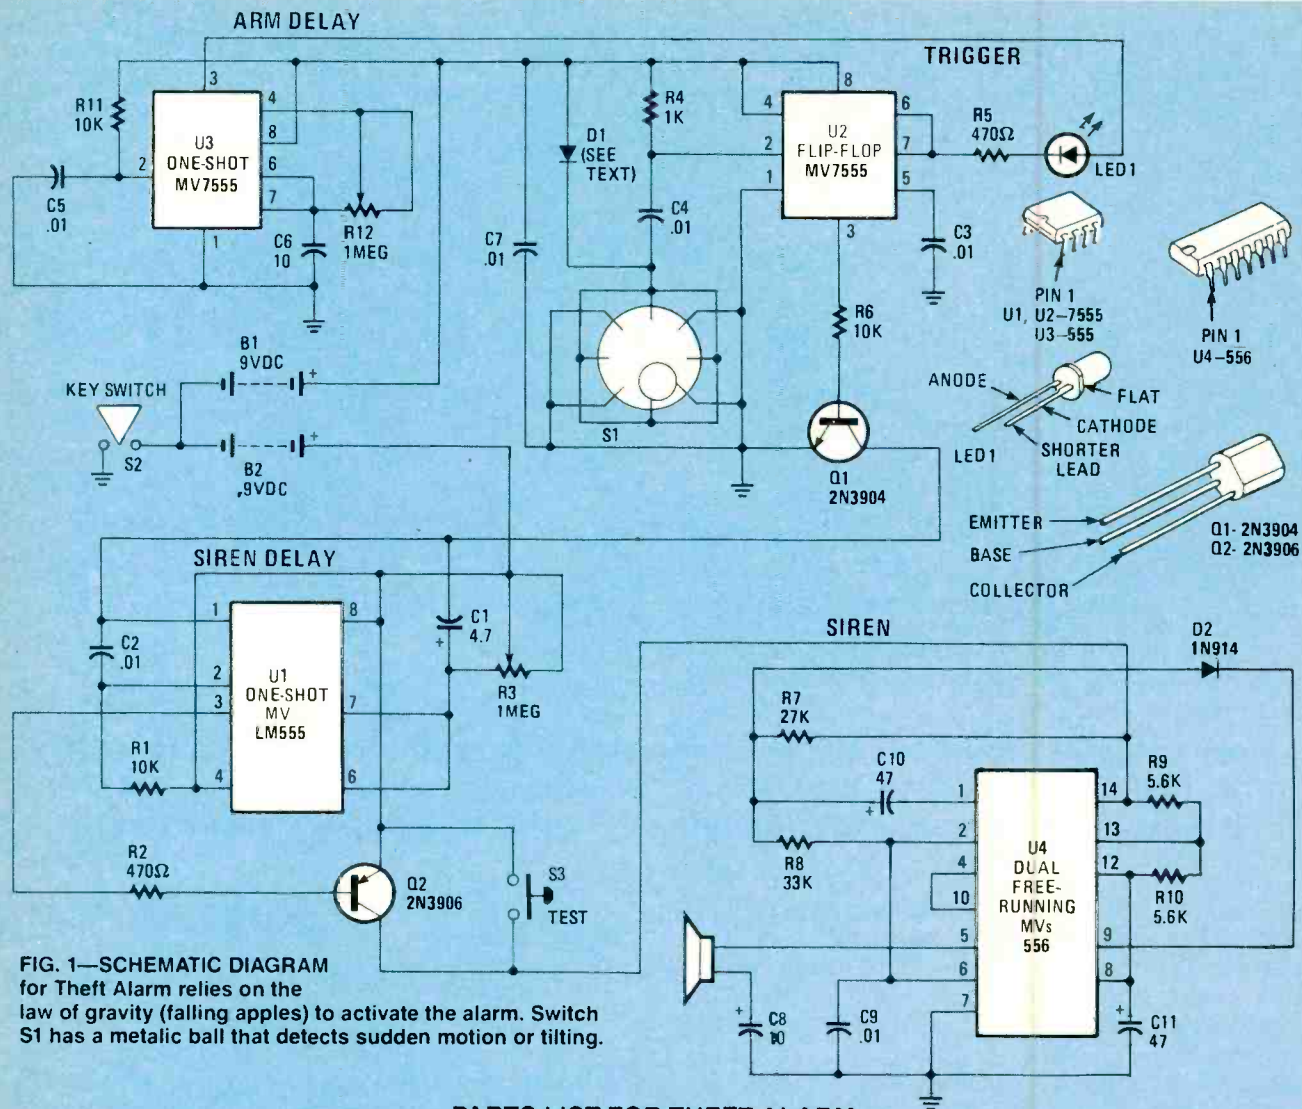 ARM DELAY
TRIGGER
3
8
R11
10K
U3
ONE-SHOT
MV7555
4
8
6
7
2
1
C5
.01
C6
10
R12
1MEG
C7
.01
D1
(SEE
TEXT)
R4
1K
C4
.01
4
2
1
U2
FLIP-FLOP
MV7555
6
7
5
3
R5
470Ω
LED1
C3
.01
R6
10K
PIN 1
U1, U2-7555
U3-555
PIN 1
U4-556
B1
9VDC
+
KEY SWITCH
S2
B2
.9VDC
+
S1
Q1
2N3904
ANODE
FLAT
CATHODE
SHORTER
LEAD
LED1
EMITTER
BASE
COLLECTOR
Q1- 2N3904
Q2- 2N3906
SIREN DELAY
1
8
C2
.01
2
3
U1
ONE-SHOT
MV
LM555
7
R1
10K
4
6
C1
4.7
+
R3
1MEG
R2
470Ω
Q2
2N3906
S3
TEST
SIREN
D2
1N914
R7
27K
C10
47
+
R8
33K
1
2
4
10
5
6
7
U4
DUAL
FREE-
RUNNING
MVs
556
14
13
12
9
8
R9
5.6K
R10
5.6K
+
C8
+
C9
.01
C11
47
FIG. 1—SCHEMATIC DIAGRAM
for Theft Alarm relies on the
law of gravity (falling apples) to activate the alarm. Switch
S1 has a metalic ball that detects sudden motion or tilting.
PARTS LIST FOR THEFT ALARM